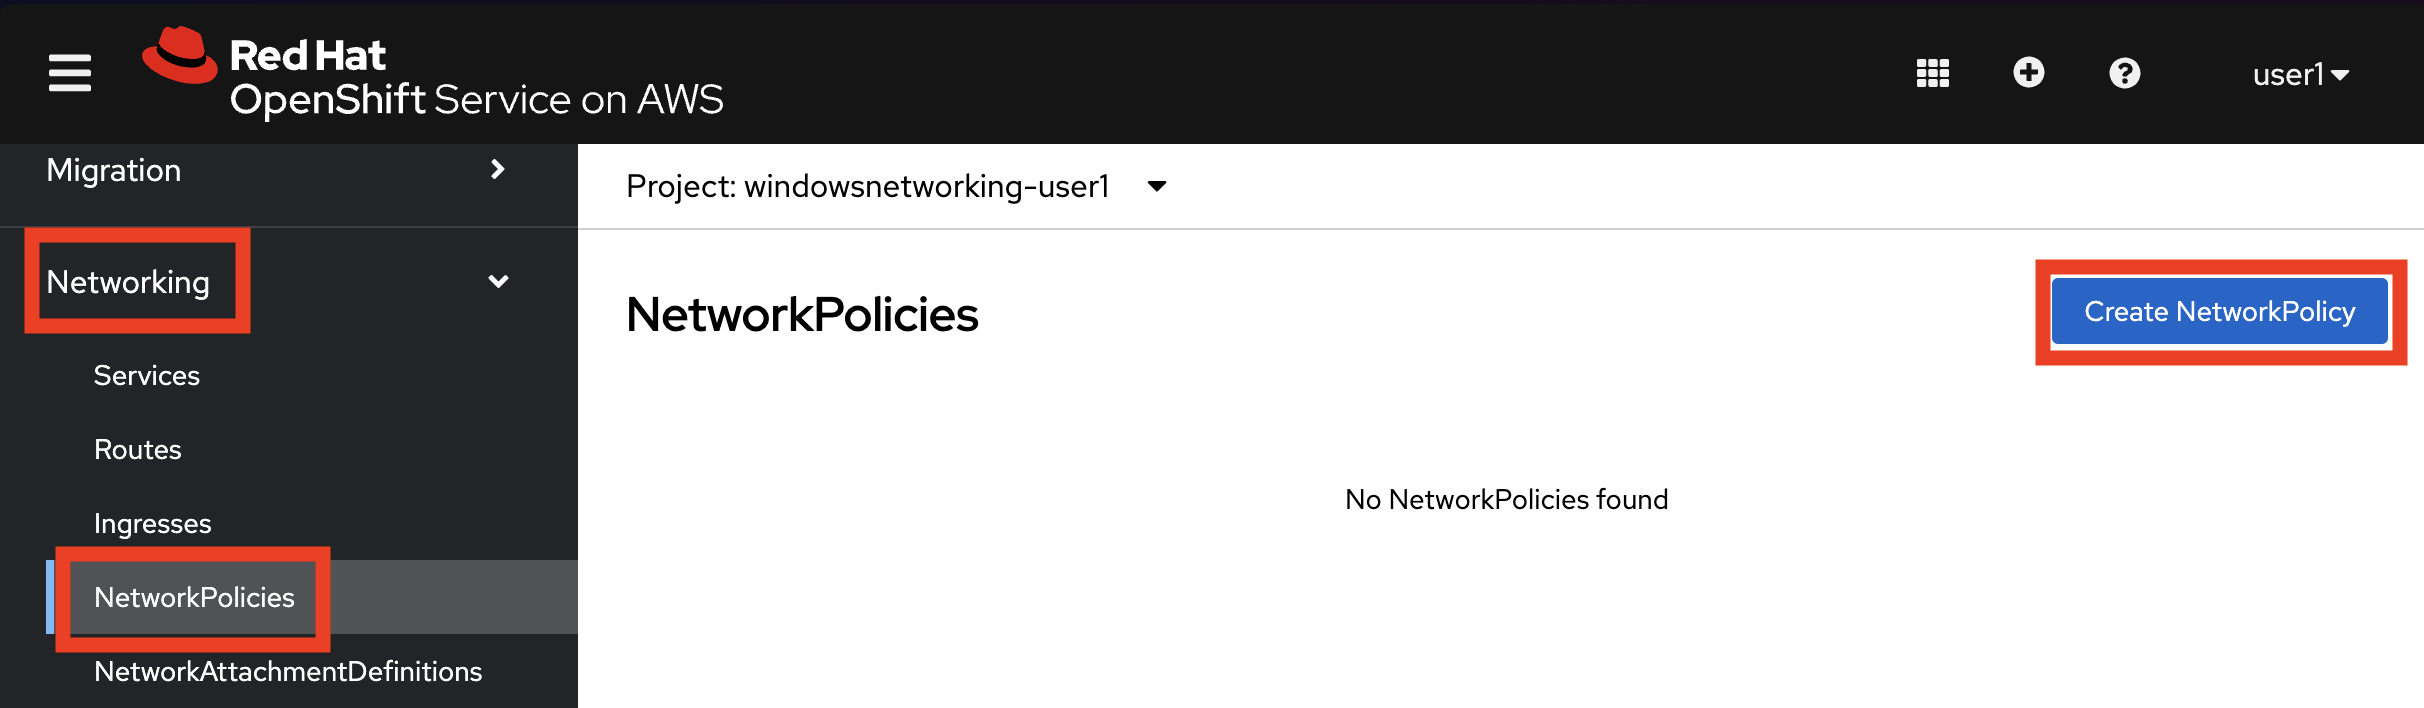 Red Hat
OpenShift Service on AWS
user1
Migration
Networking
Services
Routes
Ingresses
NetworkPolicies
NetworkAttachmentDefinitions
Project: windowsnetworking-user1
NetworkPolicies
Create NetworkPolicy
No NetworkPolicies found